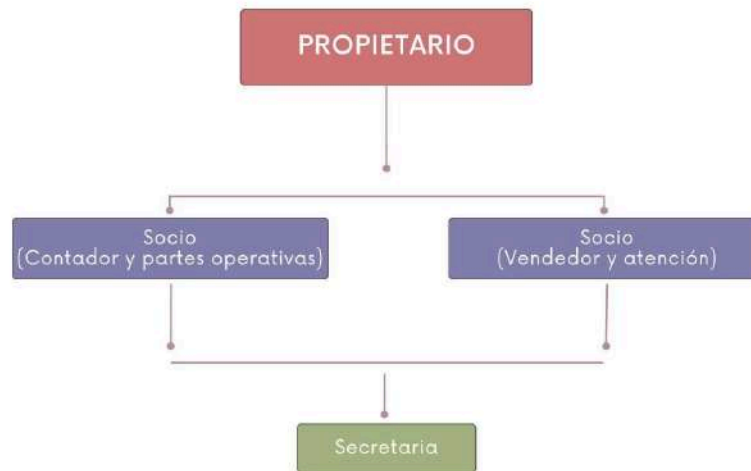 PROPIETARIO
Socio
(Contador y partes operativas)
Socio
(Vendedor y atención)
Secretaria